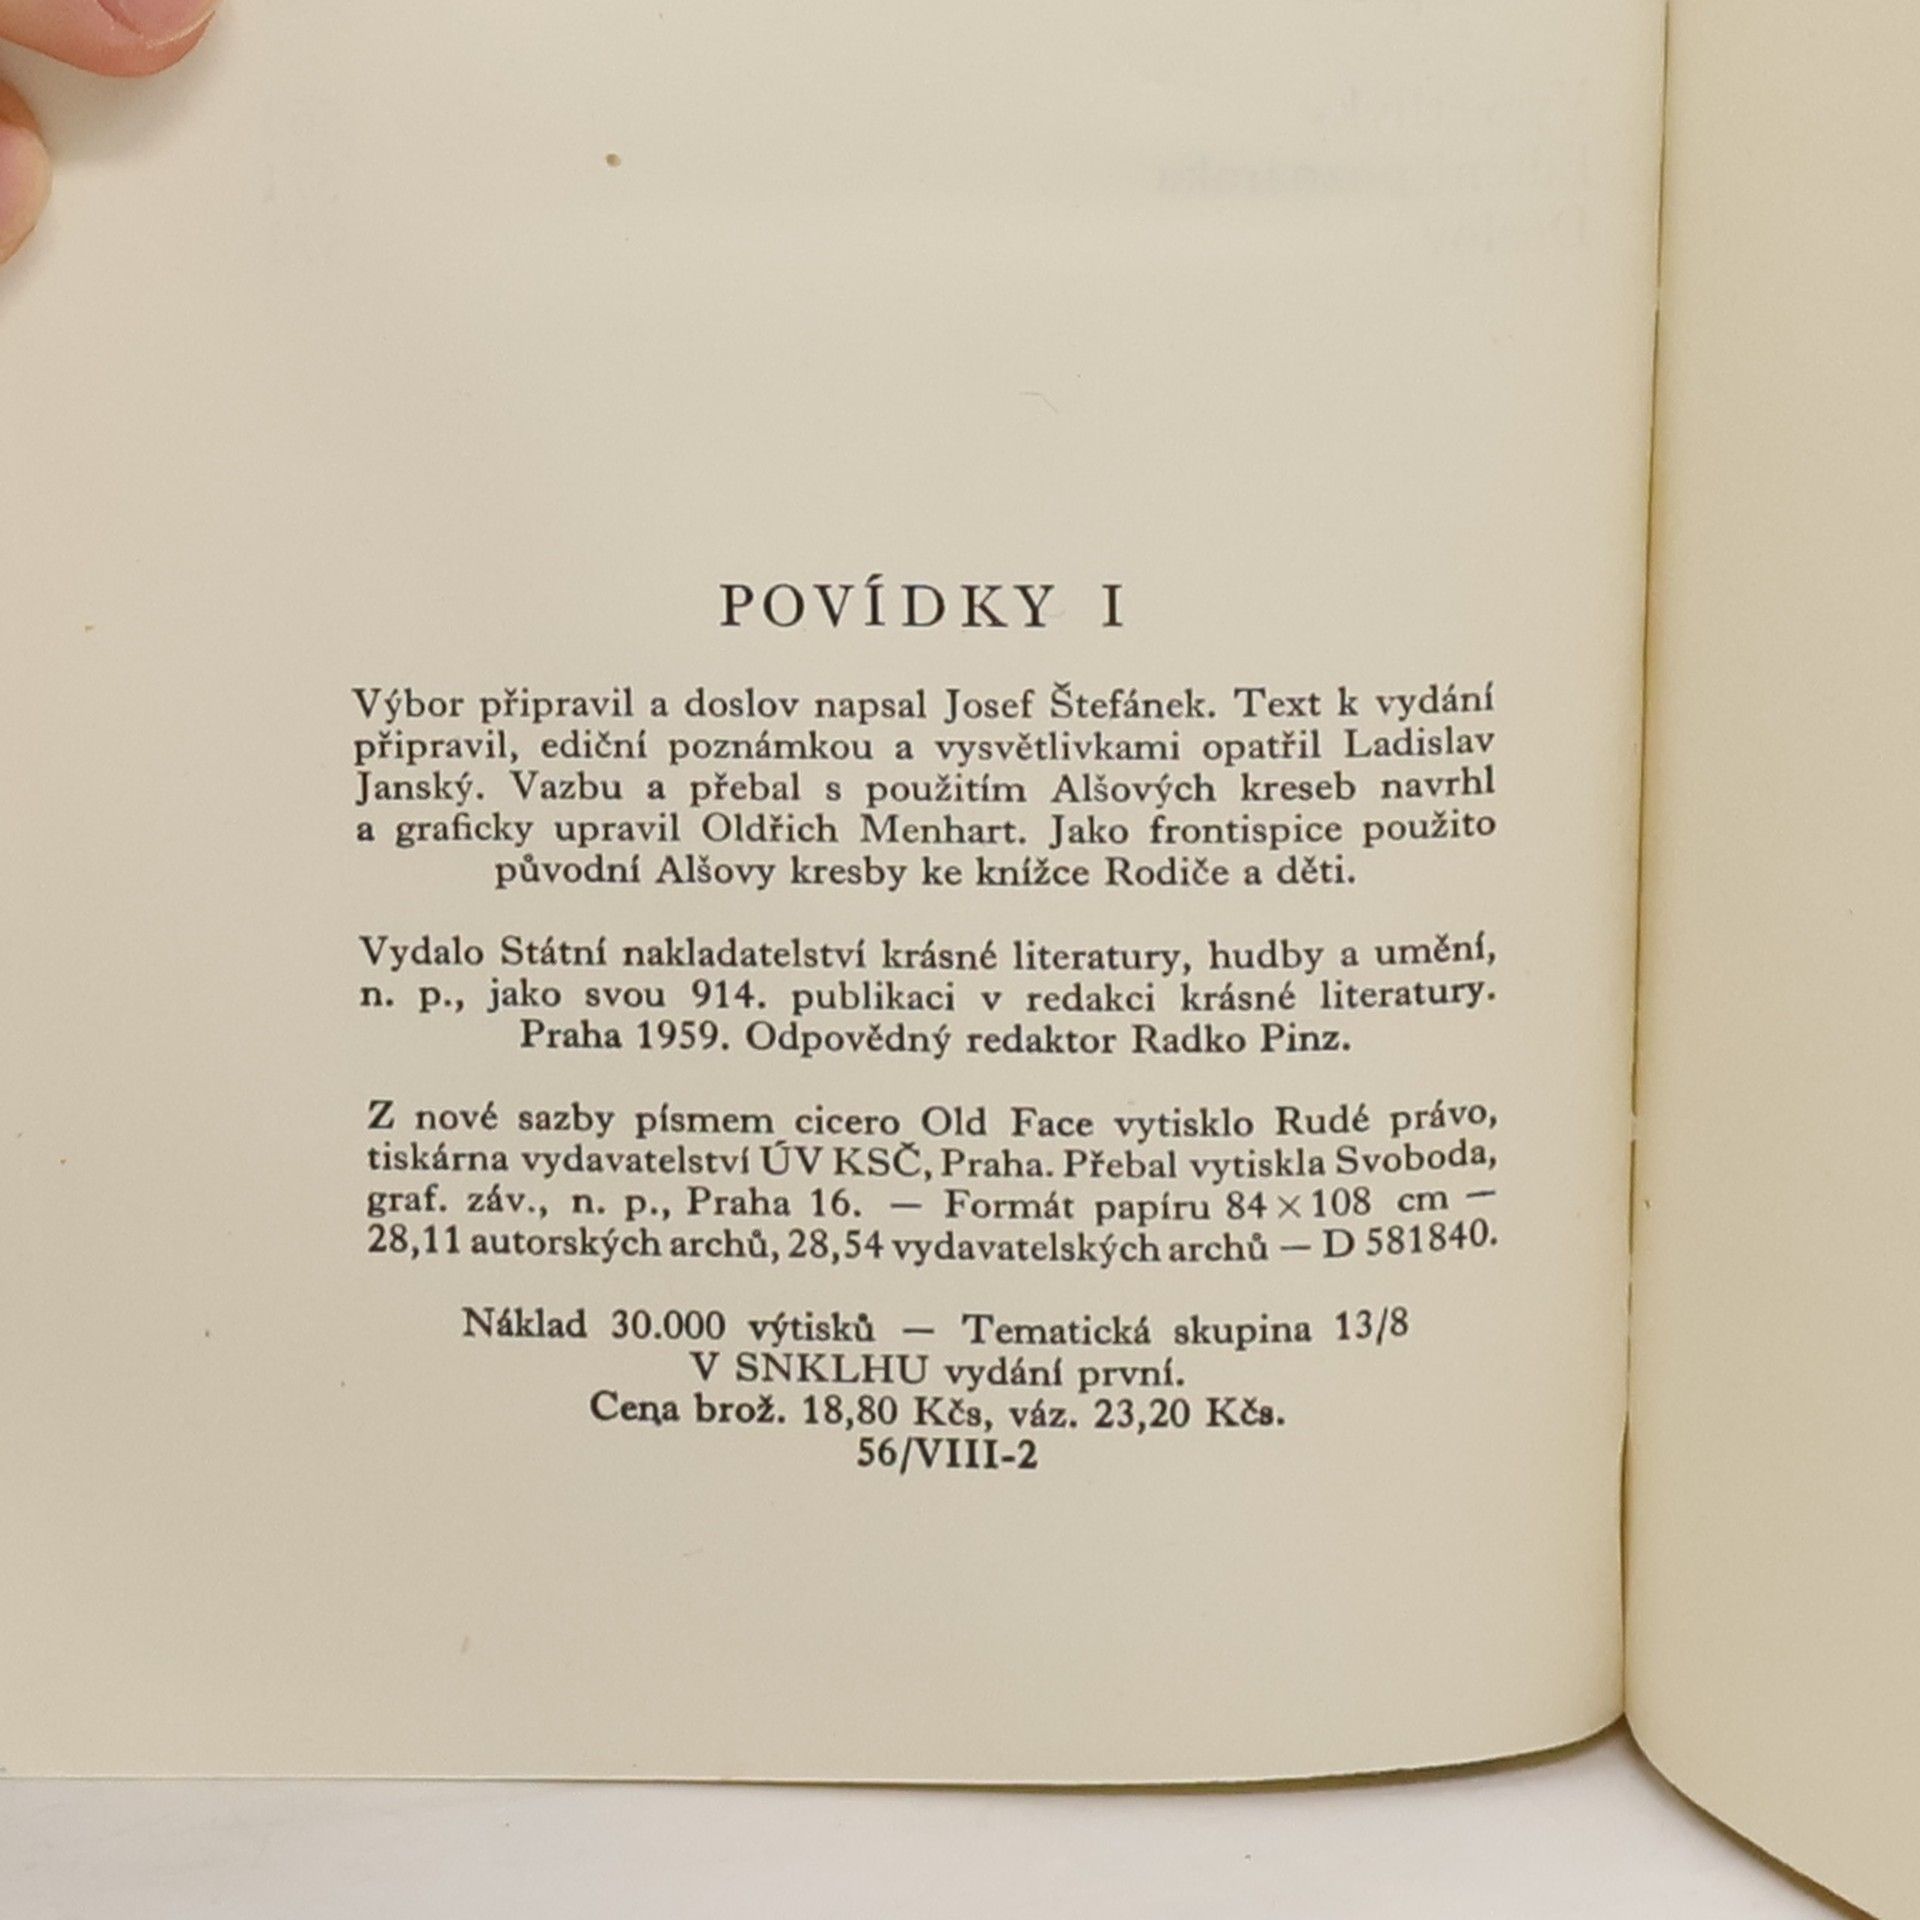 POVÍDKY I
Výbor připravil a doslov napsal Josef Štefánek. Text k vydání
připravil, ediční poznámkou a vysvětlivkami opatřil Ladislav
Janský. Vazbu a přebal s použitím Alšových kreseb navrhl
a graficky upravil Oldřich Menhart. Jako frontispice použito
původní Alšovy kresby ke knížce Rodiče a děti.
Vydalo Státní nakladatelství krásné literatury, hudby a umění,
n. p., jako svou 914. publikaci v redakci krásné literatury.
Praha 1959. Odpovědný redaktor Radko Pinz.
Z nové sazby písmem cicero Old Face vytisklo Rudé právo,
tiskárna vydavatelství ÚV KSČ, Praha. Přebal vytiskla Svoboda,
graf. záv., n. p., Praha 16. — Formát papíru 84 × 108 cm —
28,11 autorských archů, 28,54 vydavatelských archů — D 581840.
Náklad 30.000 výtisků — Tematická skupina 13/8
V SNKLHU vydání první.
Cena brož. 18,80 Kčs, váz. 23,20 Kčs.
56/VIII-2